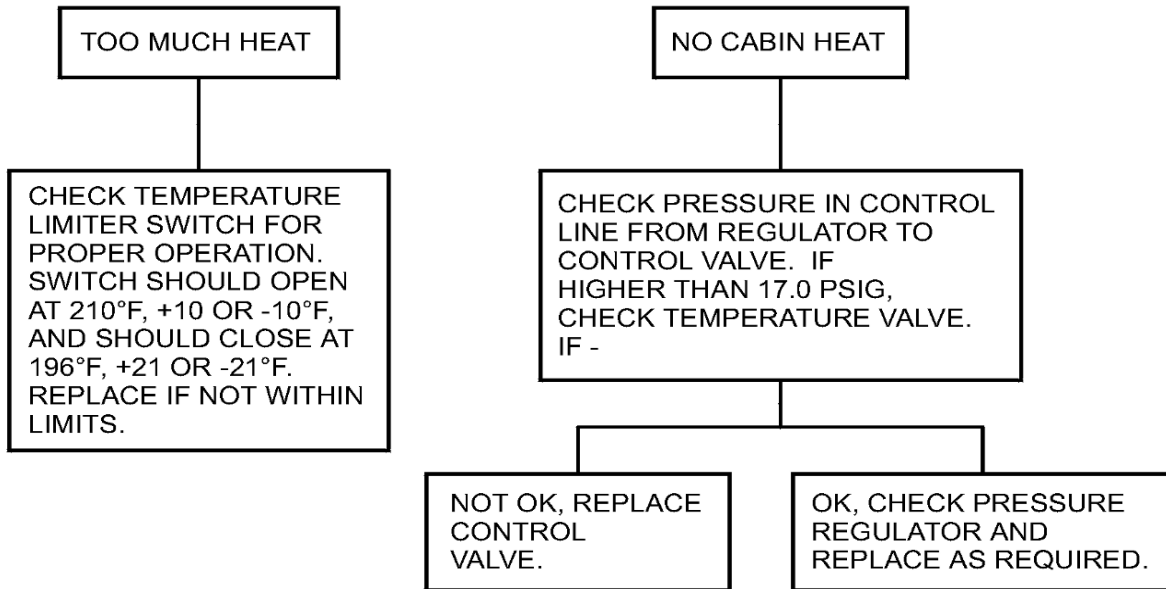 TOO MUCH HEAT
CHECK TEMPERATURE
LIMITER SWITCH FOR
PROPER OPERATION.
SWITCH SHOULD OPEN
AT 210°F, +10 OR -10°F,
AND SHOULD CLOSE AT
196°F, +21 OR -21°F.
REPLACE IF NOT WITHIN
LIMITS.
NO CABIN HEAT
CHECK PRESSURE IN CONTROL
LINE FROM REGULATOR TO
CONTROL VALVE. IF
HIGHER THAN 17.0 PSIG,
CHECK TEMPERATURE VALVE.
IF -
NOT OK, REPLACE
CONTROL
VALVE.
OK, CHECK PRESSURE
REGULATOR AND
REPLACE AS REQUIRED.